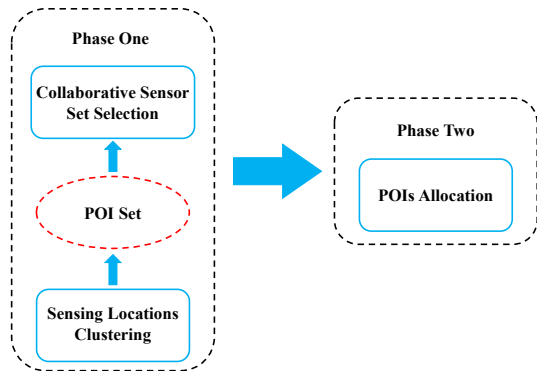 Phase One
Collaborative Sensor
Set Selection
POI Set
Sensing Locations
Clustering
Phase Two
POIs Allocation